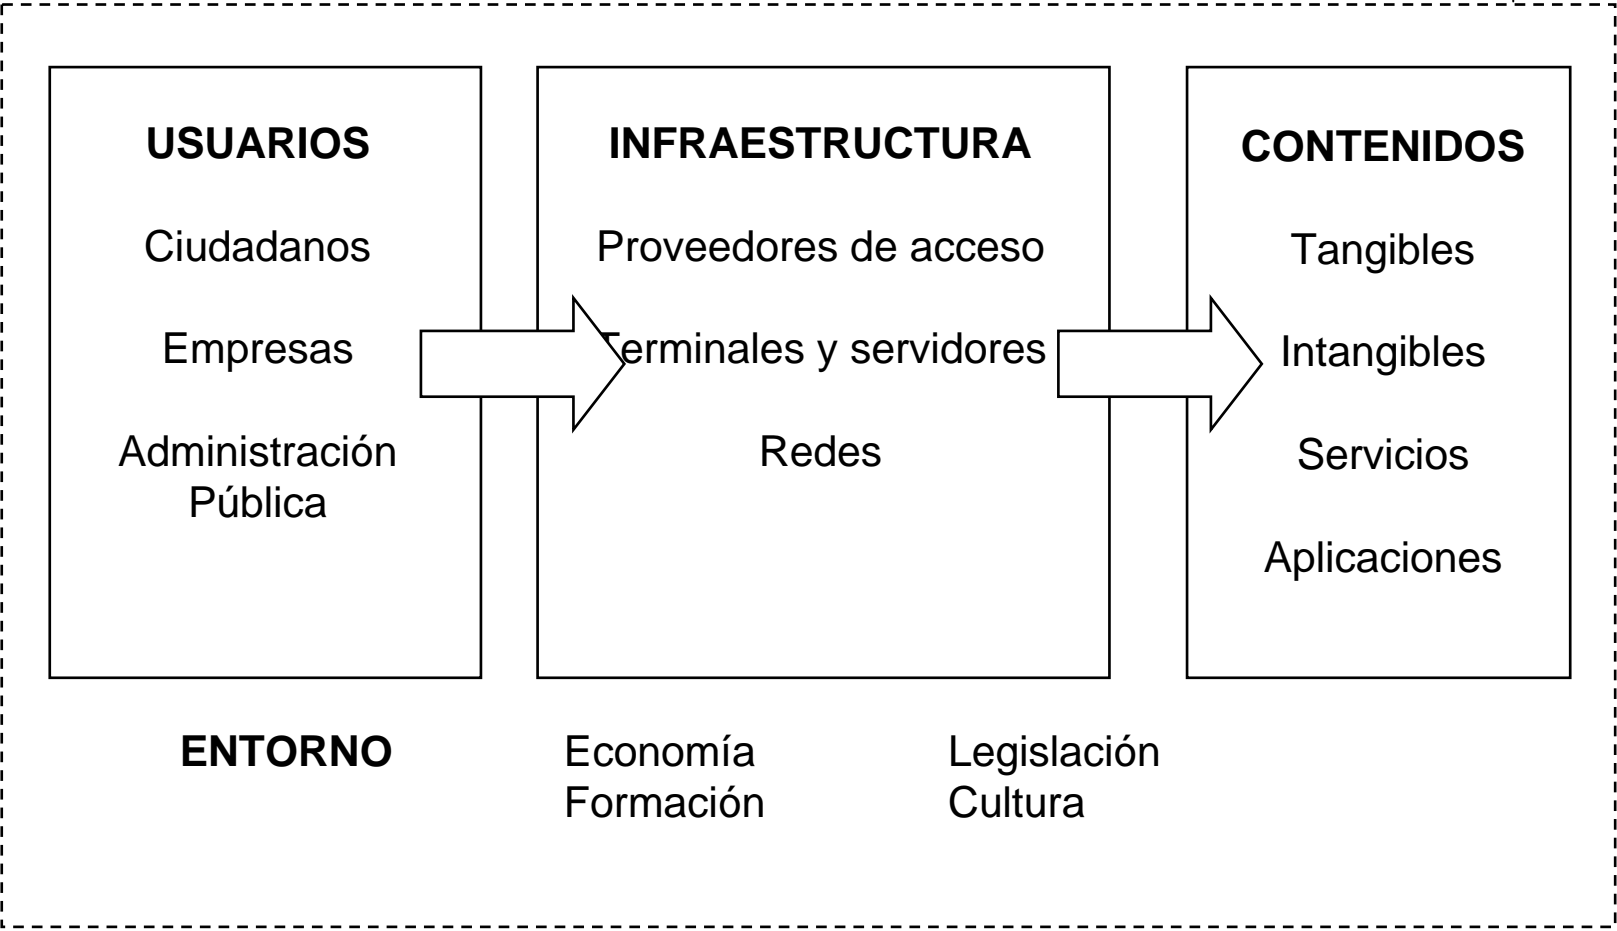 USUARIOS
Ciudadanos
Empresas
Administración
Pública
INFRAESTRUCTURA
Proveedores de acceso
Terminales y servidores
Redes
CONTENIDOS
Tangibles
Intangibles
Servicios
Aplicaciones
ENTORNO
Economía
Formación
Legislación
Cultura